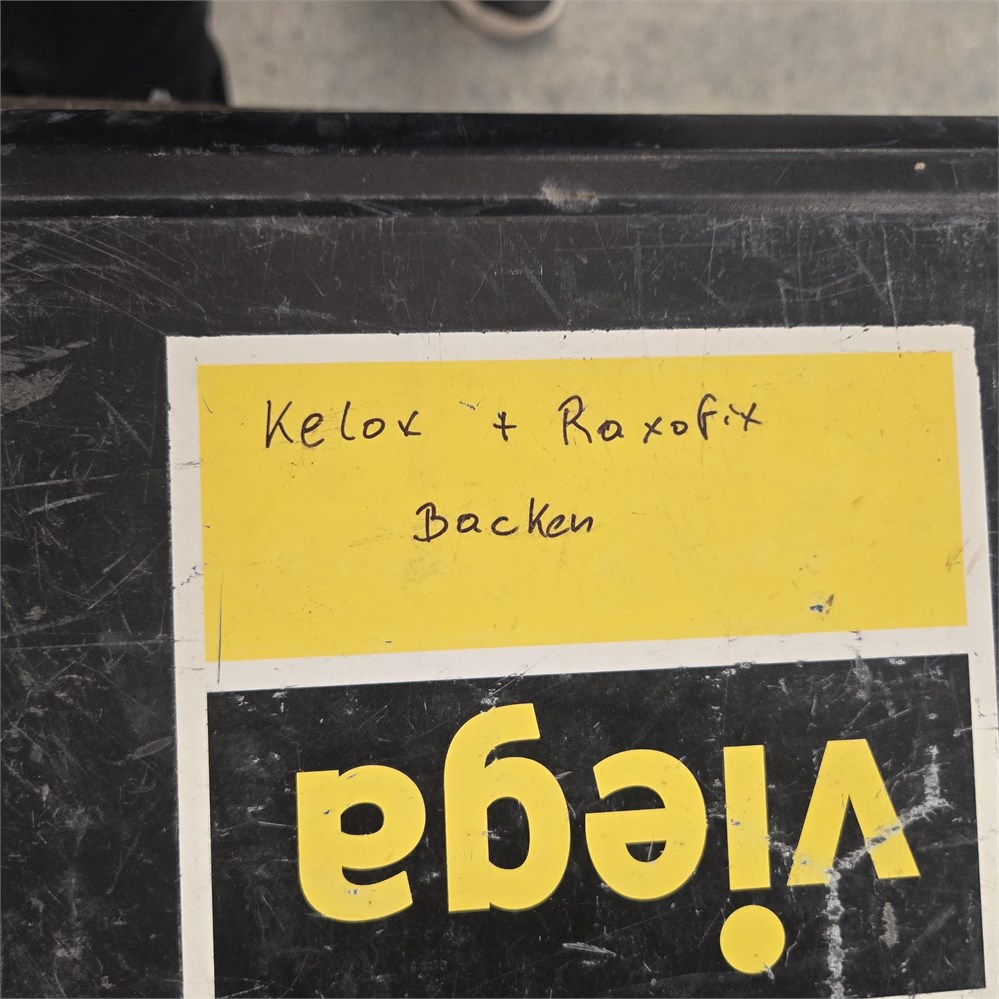 Kelox + Raxofix
Backen
viega